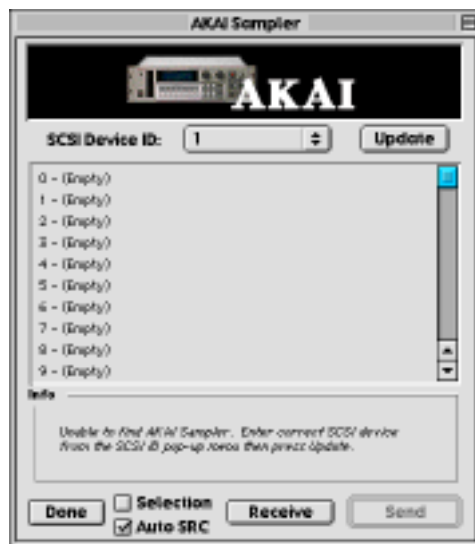 AKAI Sampler
AKAI
SCSI Device ID: 1 Update
0 - (Empty)
1 - (Empty)
2 - (Empty)
3 - (Empty)
4 - (Empty)
5 - (Empty)
6 - (Empty)
7 - (Empty)
8 - (Empty)
9 - (Empty)
Info
Unable to find AKAI Sampler. Enter correct SCSI device
from the SCSI ID pop-up menu then press Update.
Done Selection Receive Send
Auto SRC